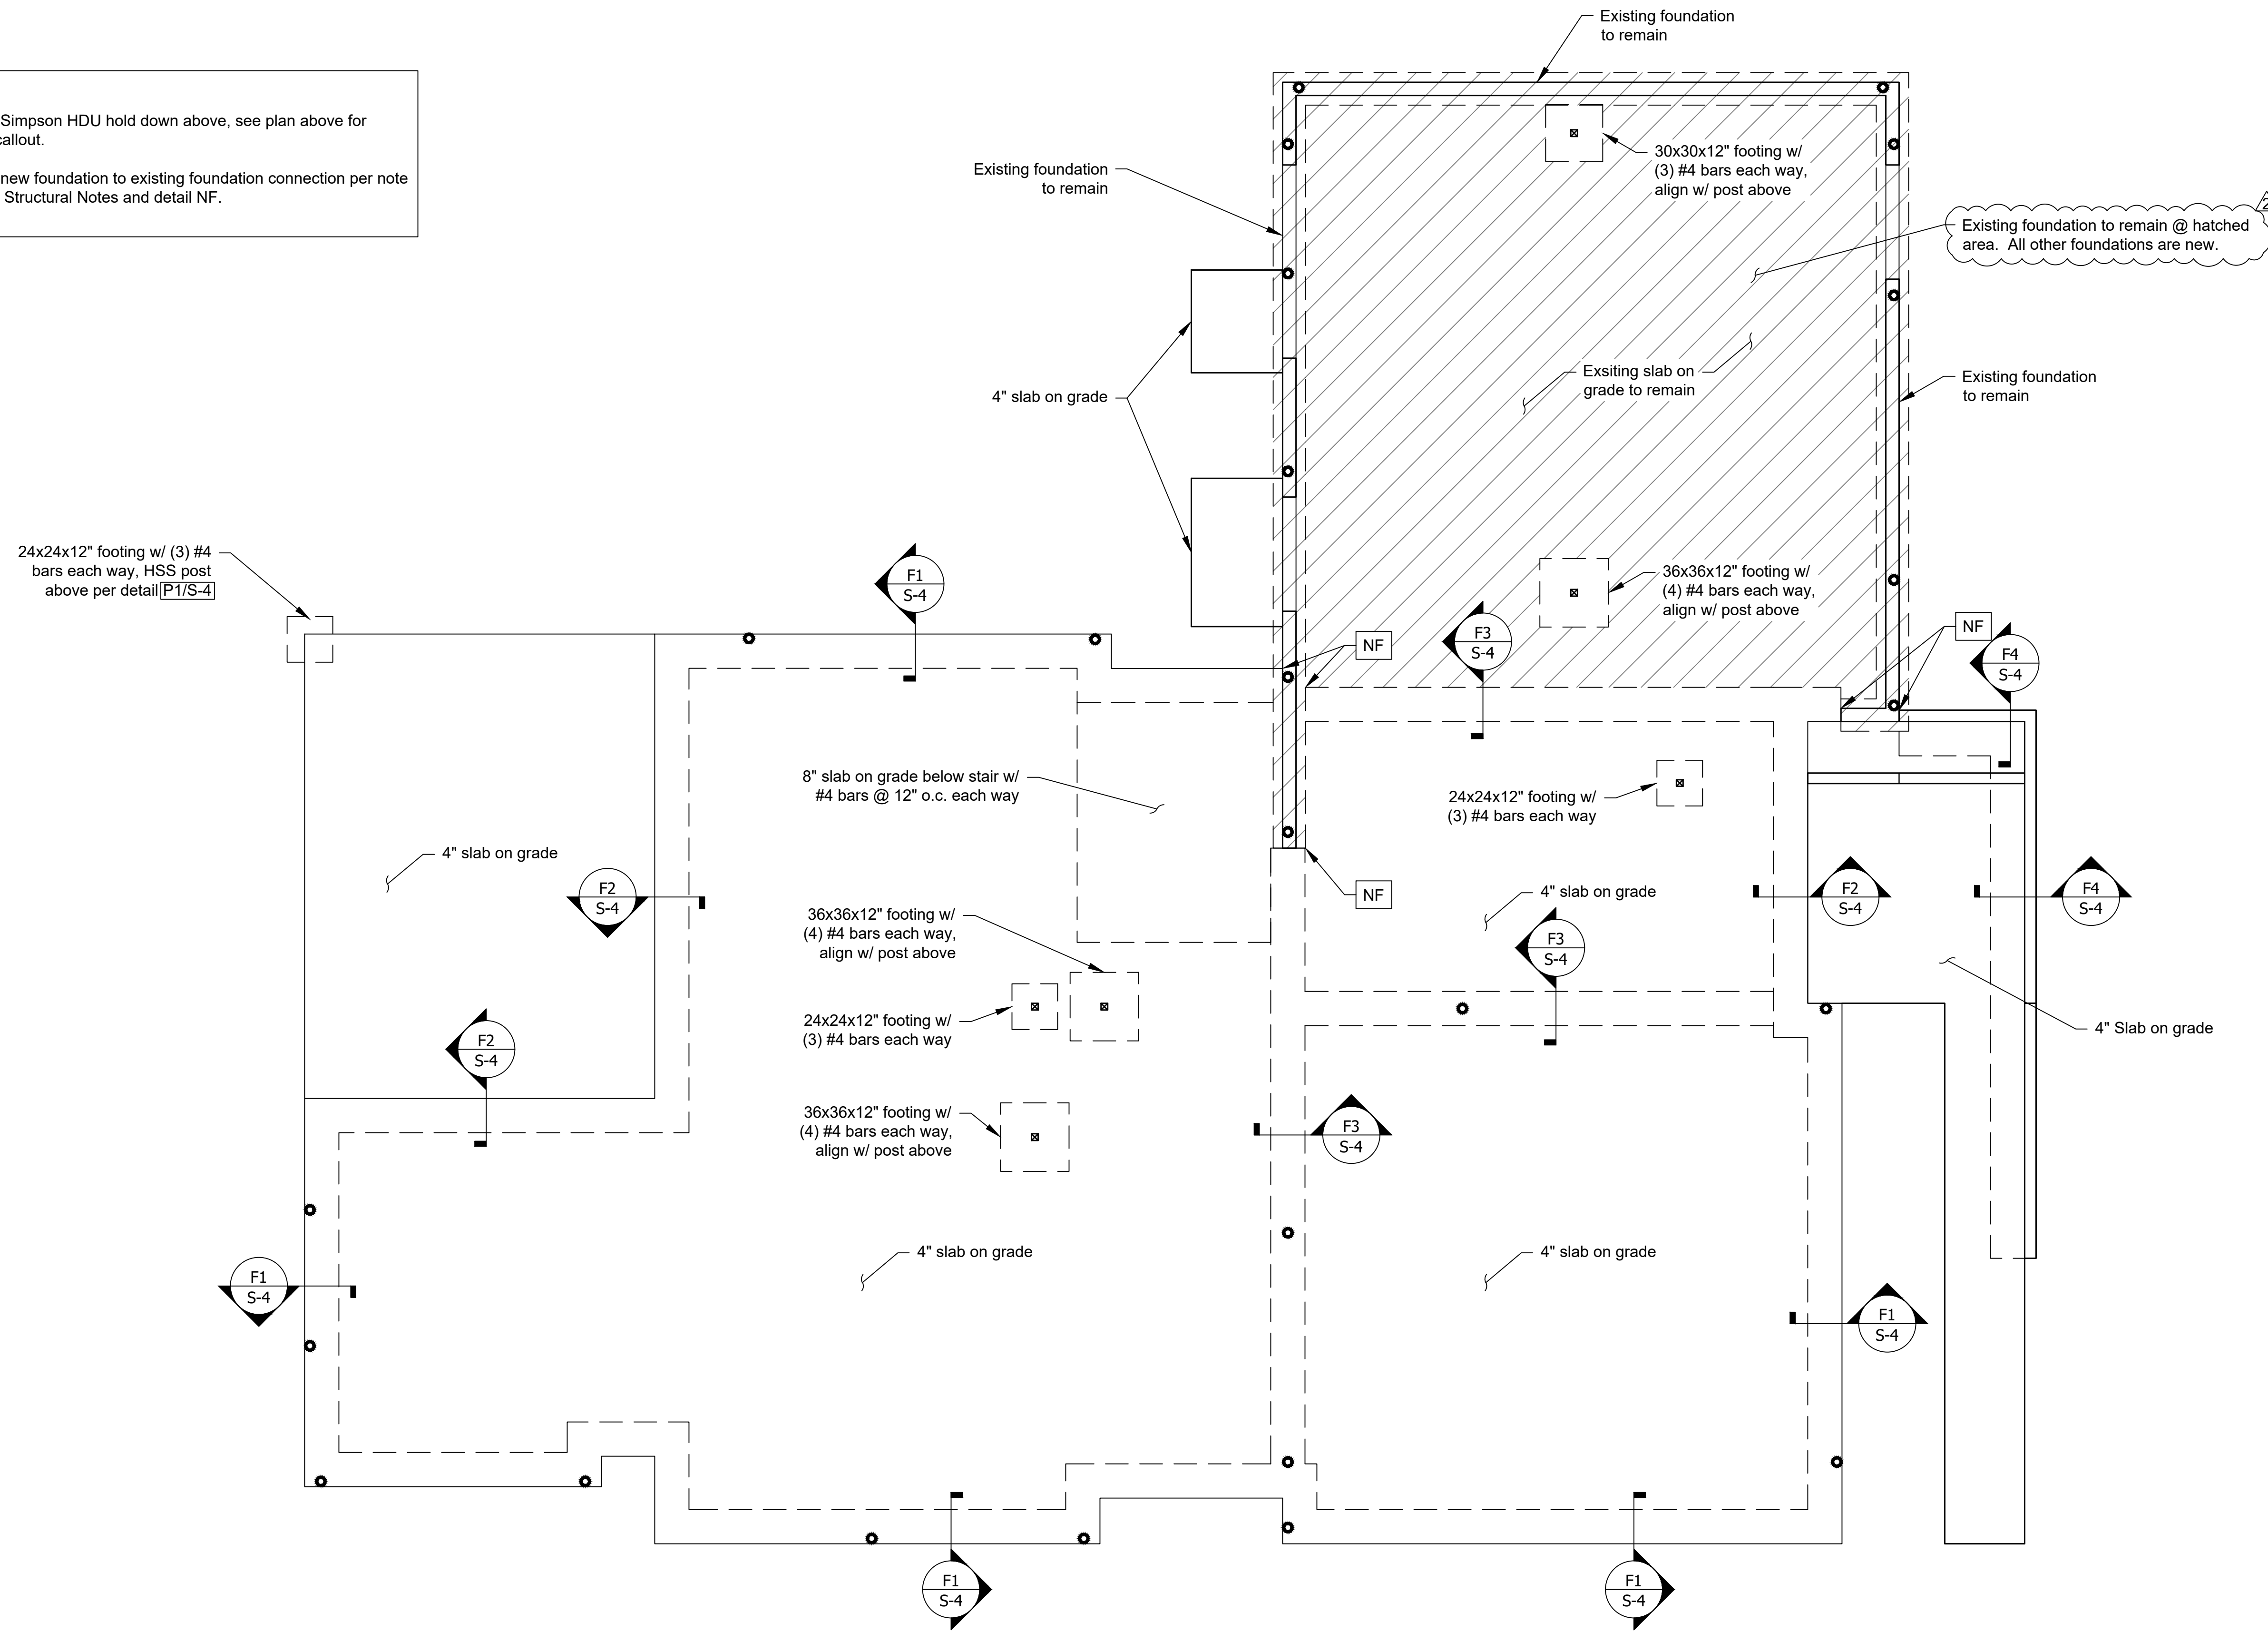 Existing foundation
to remain
Simpson HDU hold down above, see plan above for
callout.
new foundation to existing foundation connection per note
Structural Notes and detail NF.
Existing foundation
to remain
30x30x12" footing w/
(3) #4 bars each way,
align w/ post above
2
Existing foundation to remain @ hatched
area. All other foundations are new.
4" slab on grade
Exsiting slab on
grade to remain
Existing foundation
to remain
24x24x12" footing w/ (3) #4
bars each way, HSS post
above per detail P1/S-4
F1
S-4
36x36x12" footing w/
(4) #4 bars each way,
align w/ post above
NF
F3
S-4
NF
F4
S-4
8" slab on grade below stair w/
#4 bars @ 12" o.c. each way
24x24x12" footing w/
(3) #4 bars each way
4" slab on grade
F2
S-4
36x36x12" footing w/
(4) #4 bars each way,
align w/ post above
NF
4" slab on grade
F3
S-4
F2
S-4
F4
S-4
24x24x12" footing w/
(3) #4 bars each way
F2
S-4
4" Slab on grade
36x36x12" footing w/
(4) #4 bars each way,
align w/ post above
F3
S-4
4" slab on grade
4" slab on grade
F1
S-4
F1
S-4
F1
S-4
F1
S-4